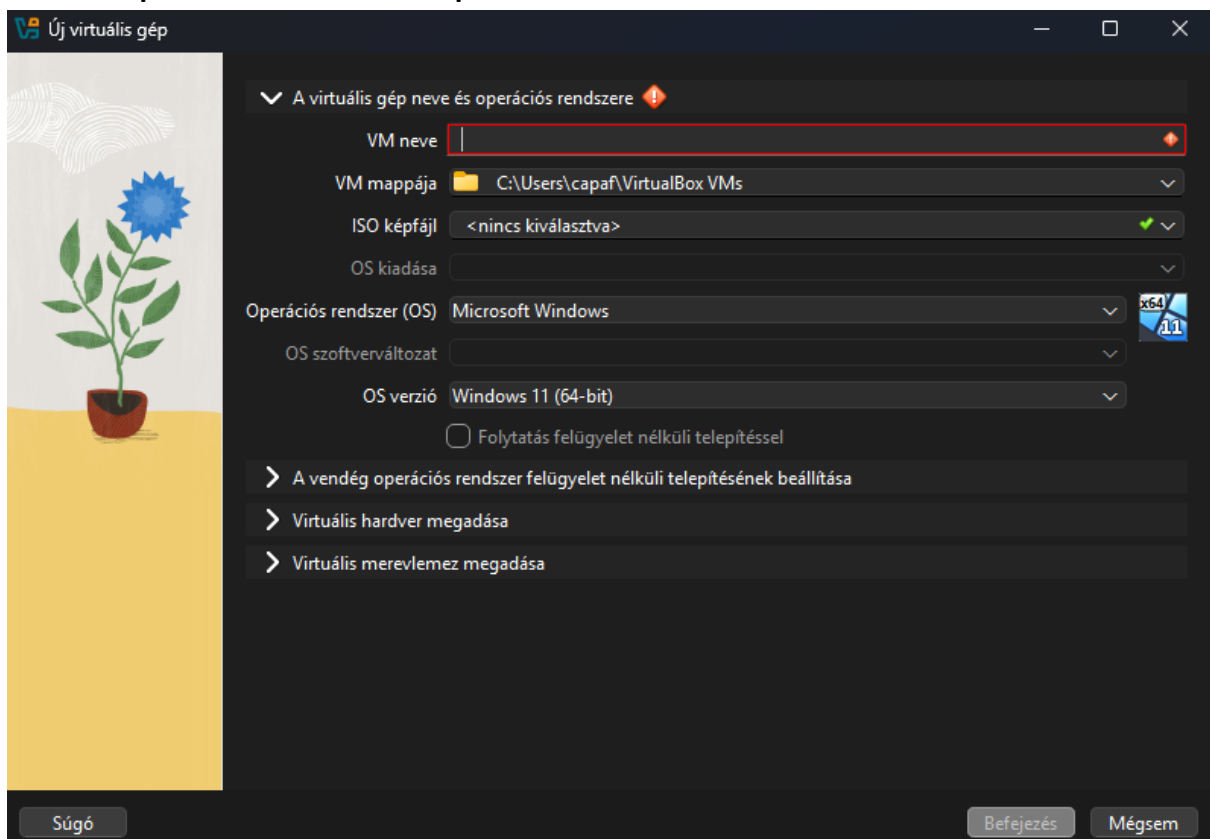 Új virtuális gép
A virtuális gép neve és operációs rendszere
VM neve
VM mappája C:\Users\capaf\VirtualBox VMs
ISO képfájl <nincs kiválasztva>
OS kiadása
Operációs rendszer (OS) Microsoft Windows
x64
11
OS szoftverváltozat
OS verzió Windows 11 (64-bit)
Folytatás felügyelet nélküli telepítéssel
A vendég operációs rendszer felügyelet nélküli telepítésének beállítása
Virtuális hardver megadása
Virtuális merevlemez megadása
Súgó Befejezés Mégsem